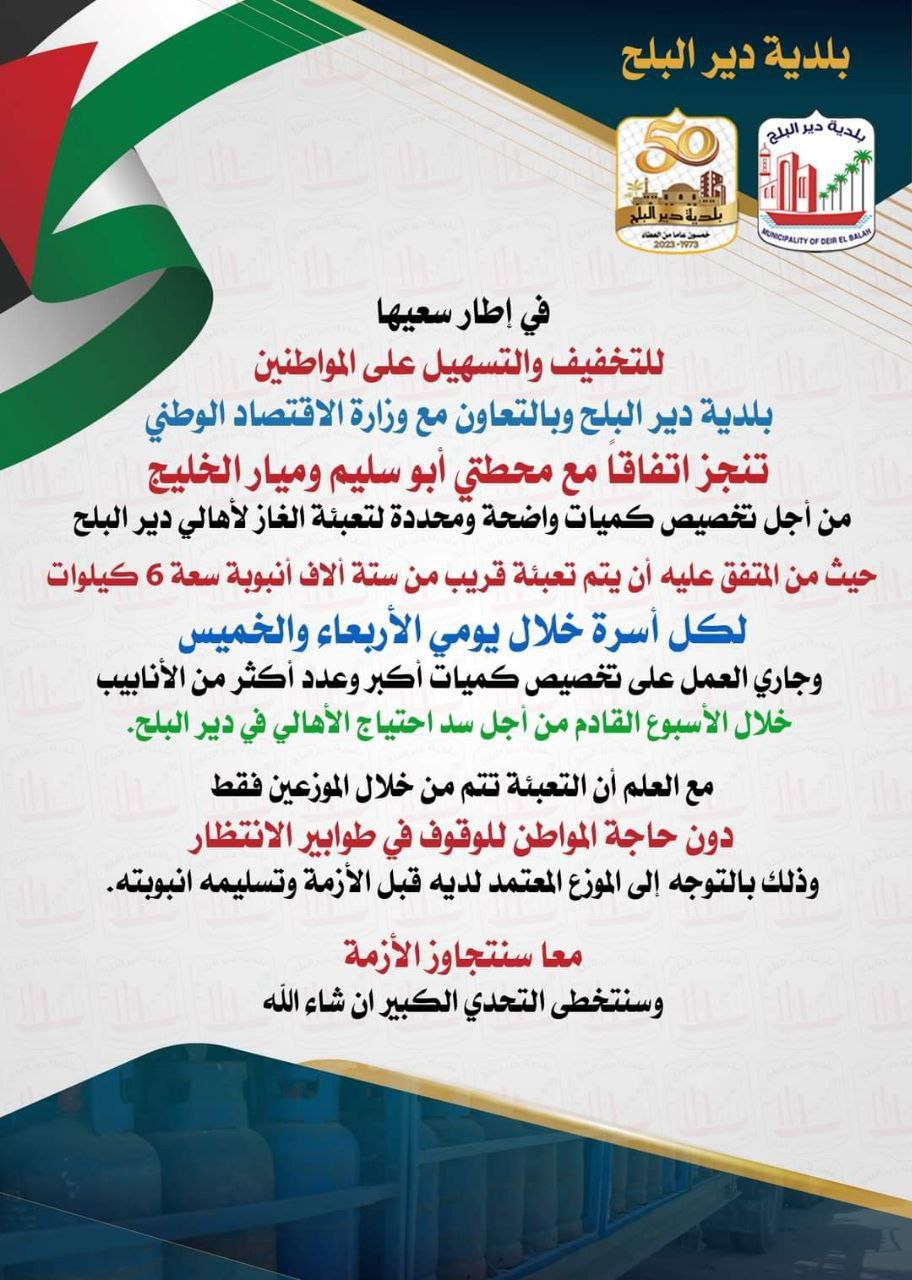 بلدية دير البلح
50
بلدية دير البلح
خمسون عاما من العطاء
2023-1973
بلدية دير البلح
MUNICIPALITY OF DEIR EL BALAH
في إطار سعيها
للتخفيف والتسهيل على المواطنين
بلدية دير البلح وبالتعاون مع وزارة الاقتصاد الوطني
تنجز اتفاقاً مع محطتي أبو سليم وميار الخليج
من أجل تخصيص كميات واضحة ومحددة لتعبئة الغاز لأهالي دير البلح
حيث من المتفق عليه أن يتم تعبئة قريب من ستة ألاف أنبوبة سعة 6 كيلوات
لكل أسرة خلال يومي الأربعاء والخميس
وجاري العمل على تخصيص كميات أكبر وعدد أكثر من الأنابيب
خلال الأسبوع القادم من أجل سد احتياج الأهالي في دير البلح.
مع العلم أن التعبئة تتم من خلال الموزعين فقط
دون حاجة المواطن للوقوف في طوابير الانتظار
وذلك بالتوجه إلى الموزع المعتمد لديه قبل الأزمة وتسليمه انبوبته.
معا سنتجاوز الأزمة
وسنتخطى التحدي الكبير ان شاء الله